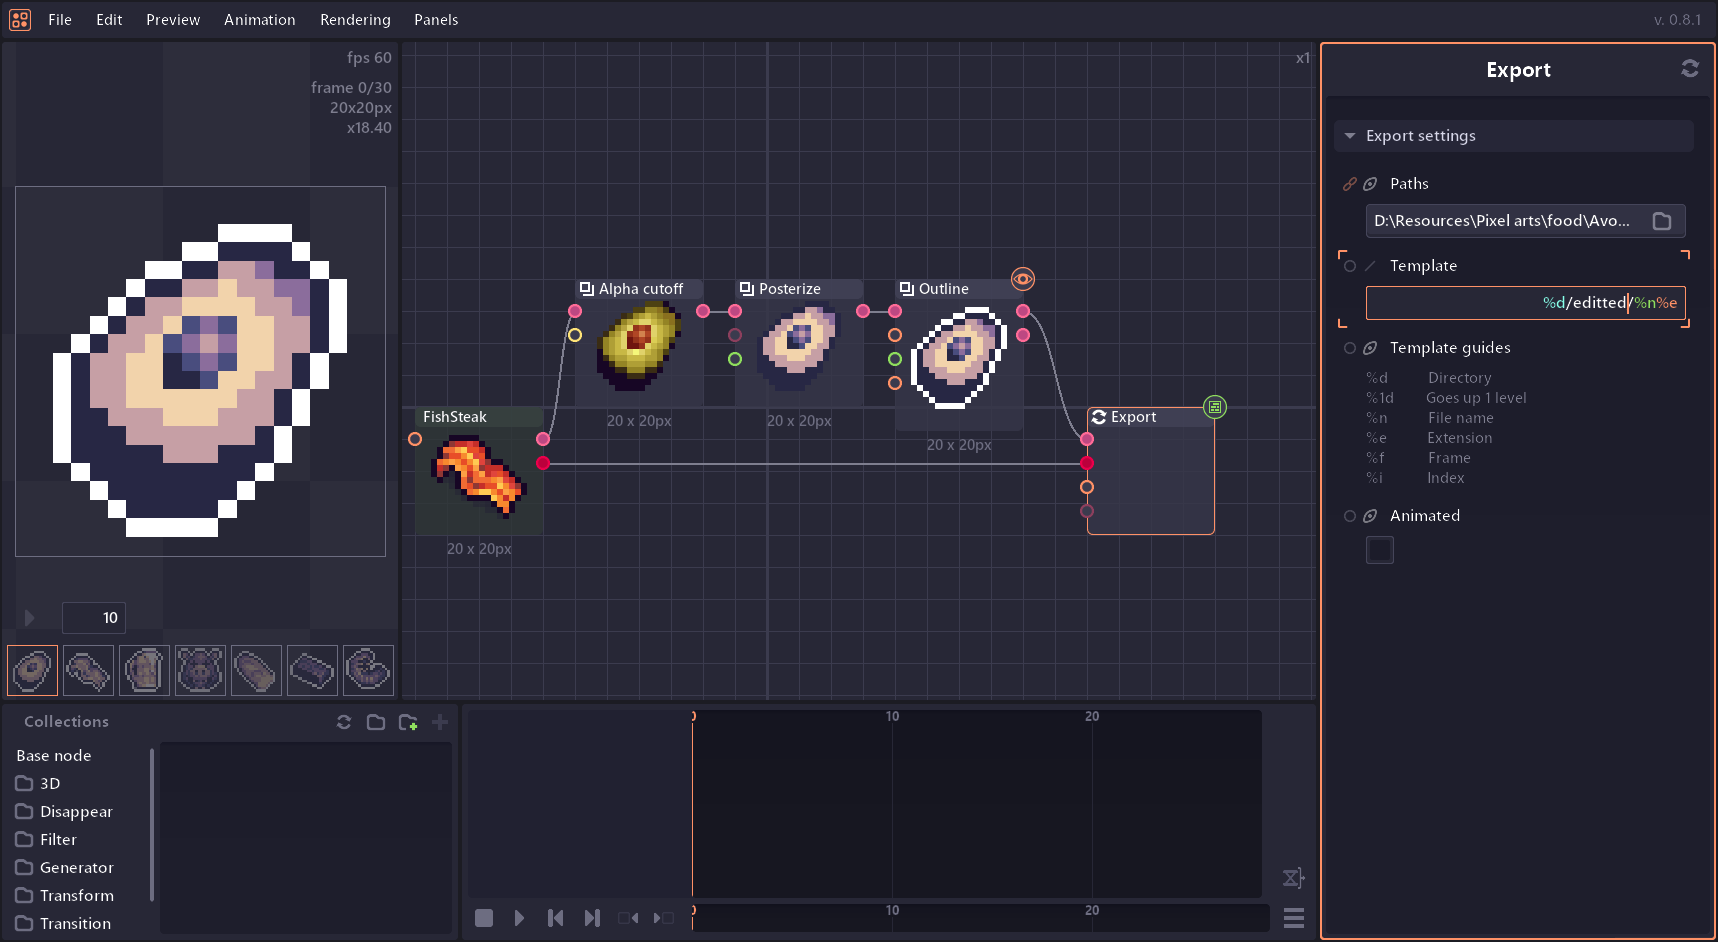 File Edit Preview Animation Rendering Panels v. 0.8.1
fps 60
frame 0/30
20x20px
x18.40
10
x1
Alpha cutoff
20 x 20px
Posterize
20 x 20px
Outline
20 x 20px
FishSteak
20 x 20px
Export
Export
Export settings
Paths
D:\Resources\Pixel arts\food\Avo...
Template
%d/editted/%n%e
Template guides
%d Directory
%1d Goes up 1 level
%n File name
%e Extension
%f Frame
%i Index
Animated
Collections
Base node
3D
Disappear
Filter
Generator
Transform
Transition
0 10 20
0 10 20